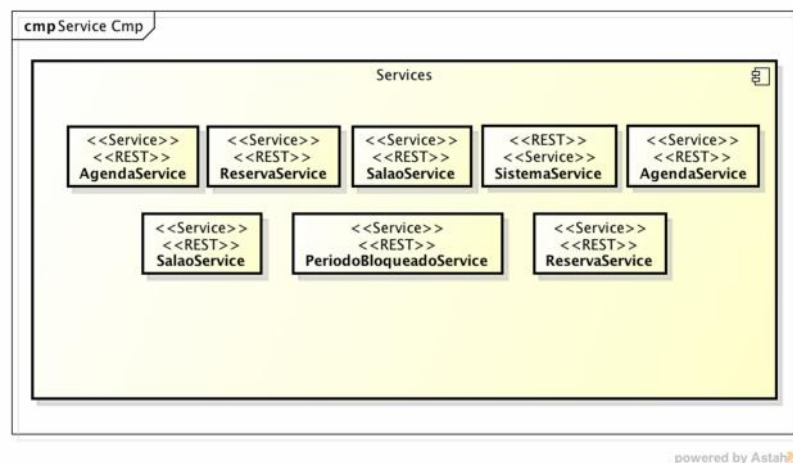 cmp Service Cmp
Services
<<Service>>
<<REST>>
AgendaService
<<Service>>
<<REST>>
ReservaService
<<Service>>
<<REST>>
SalaoService
<<REST>>
<<Service>>
SistemaService
<<Service>>
<<REST>>
AgendaService
<<Service>>
<<REST>>
SalaoService
<<Service>>
<<REST>>
PeriodoBloqueadoService
<<Service>>
<<REST>>
ReservaService
powered by Astah